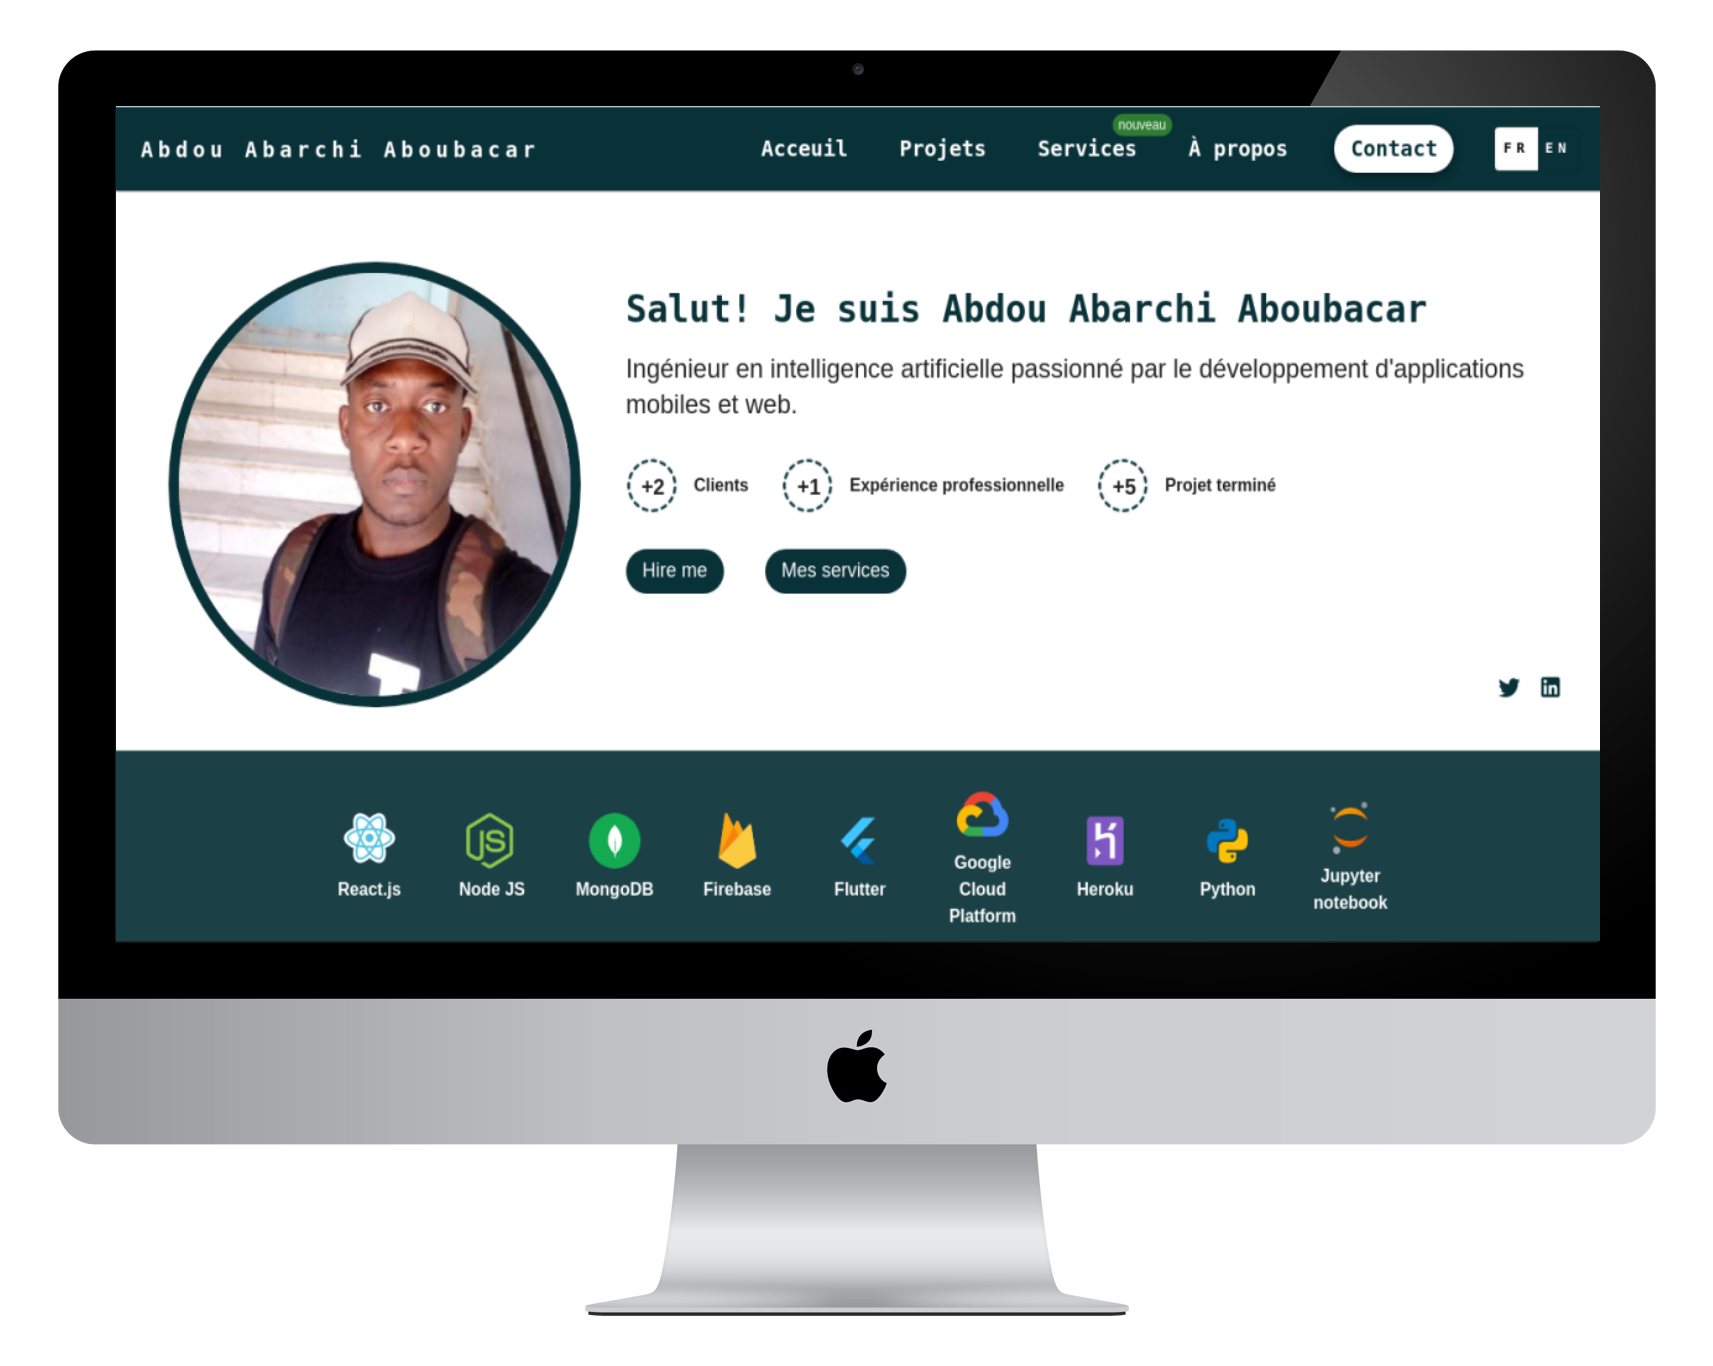 Abdou Abarchi Aboubacar
Acceuil
Projets
Services
nouveau
À propos
Contact
FR
EN
Salut! Je suis Abdou Abarchi Aboubacar
Ingénieur en intelligence artificielle passionné par le développement d'applications
mobiles et web.
+2 Clients
+1 Expérience professionnelle
+5 Projet terminé
Hire me
Mes services
React.js
Node JS
MongoDB
Firebase
Flutter
Google
Cloud
Platform
Heroku
Python
Jupyter
notebook